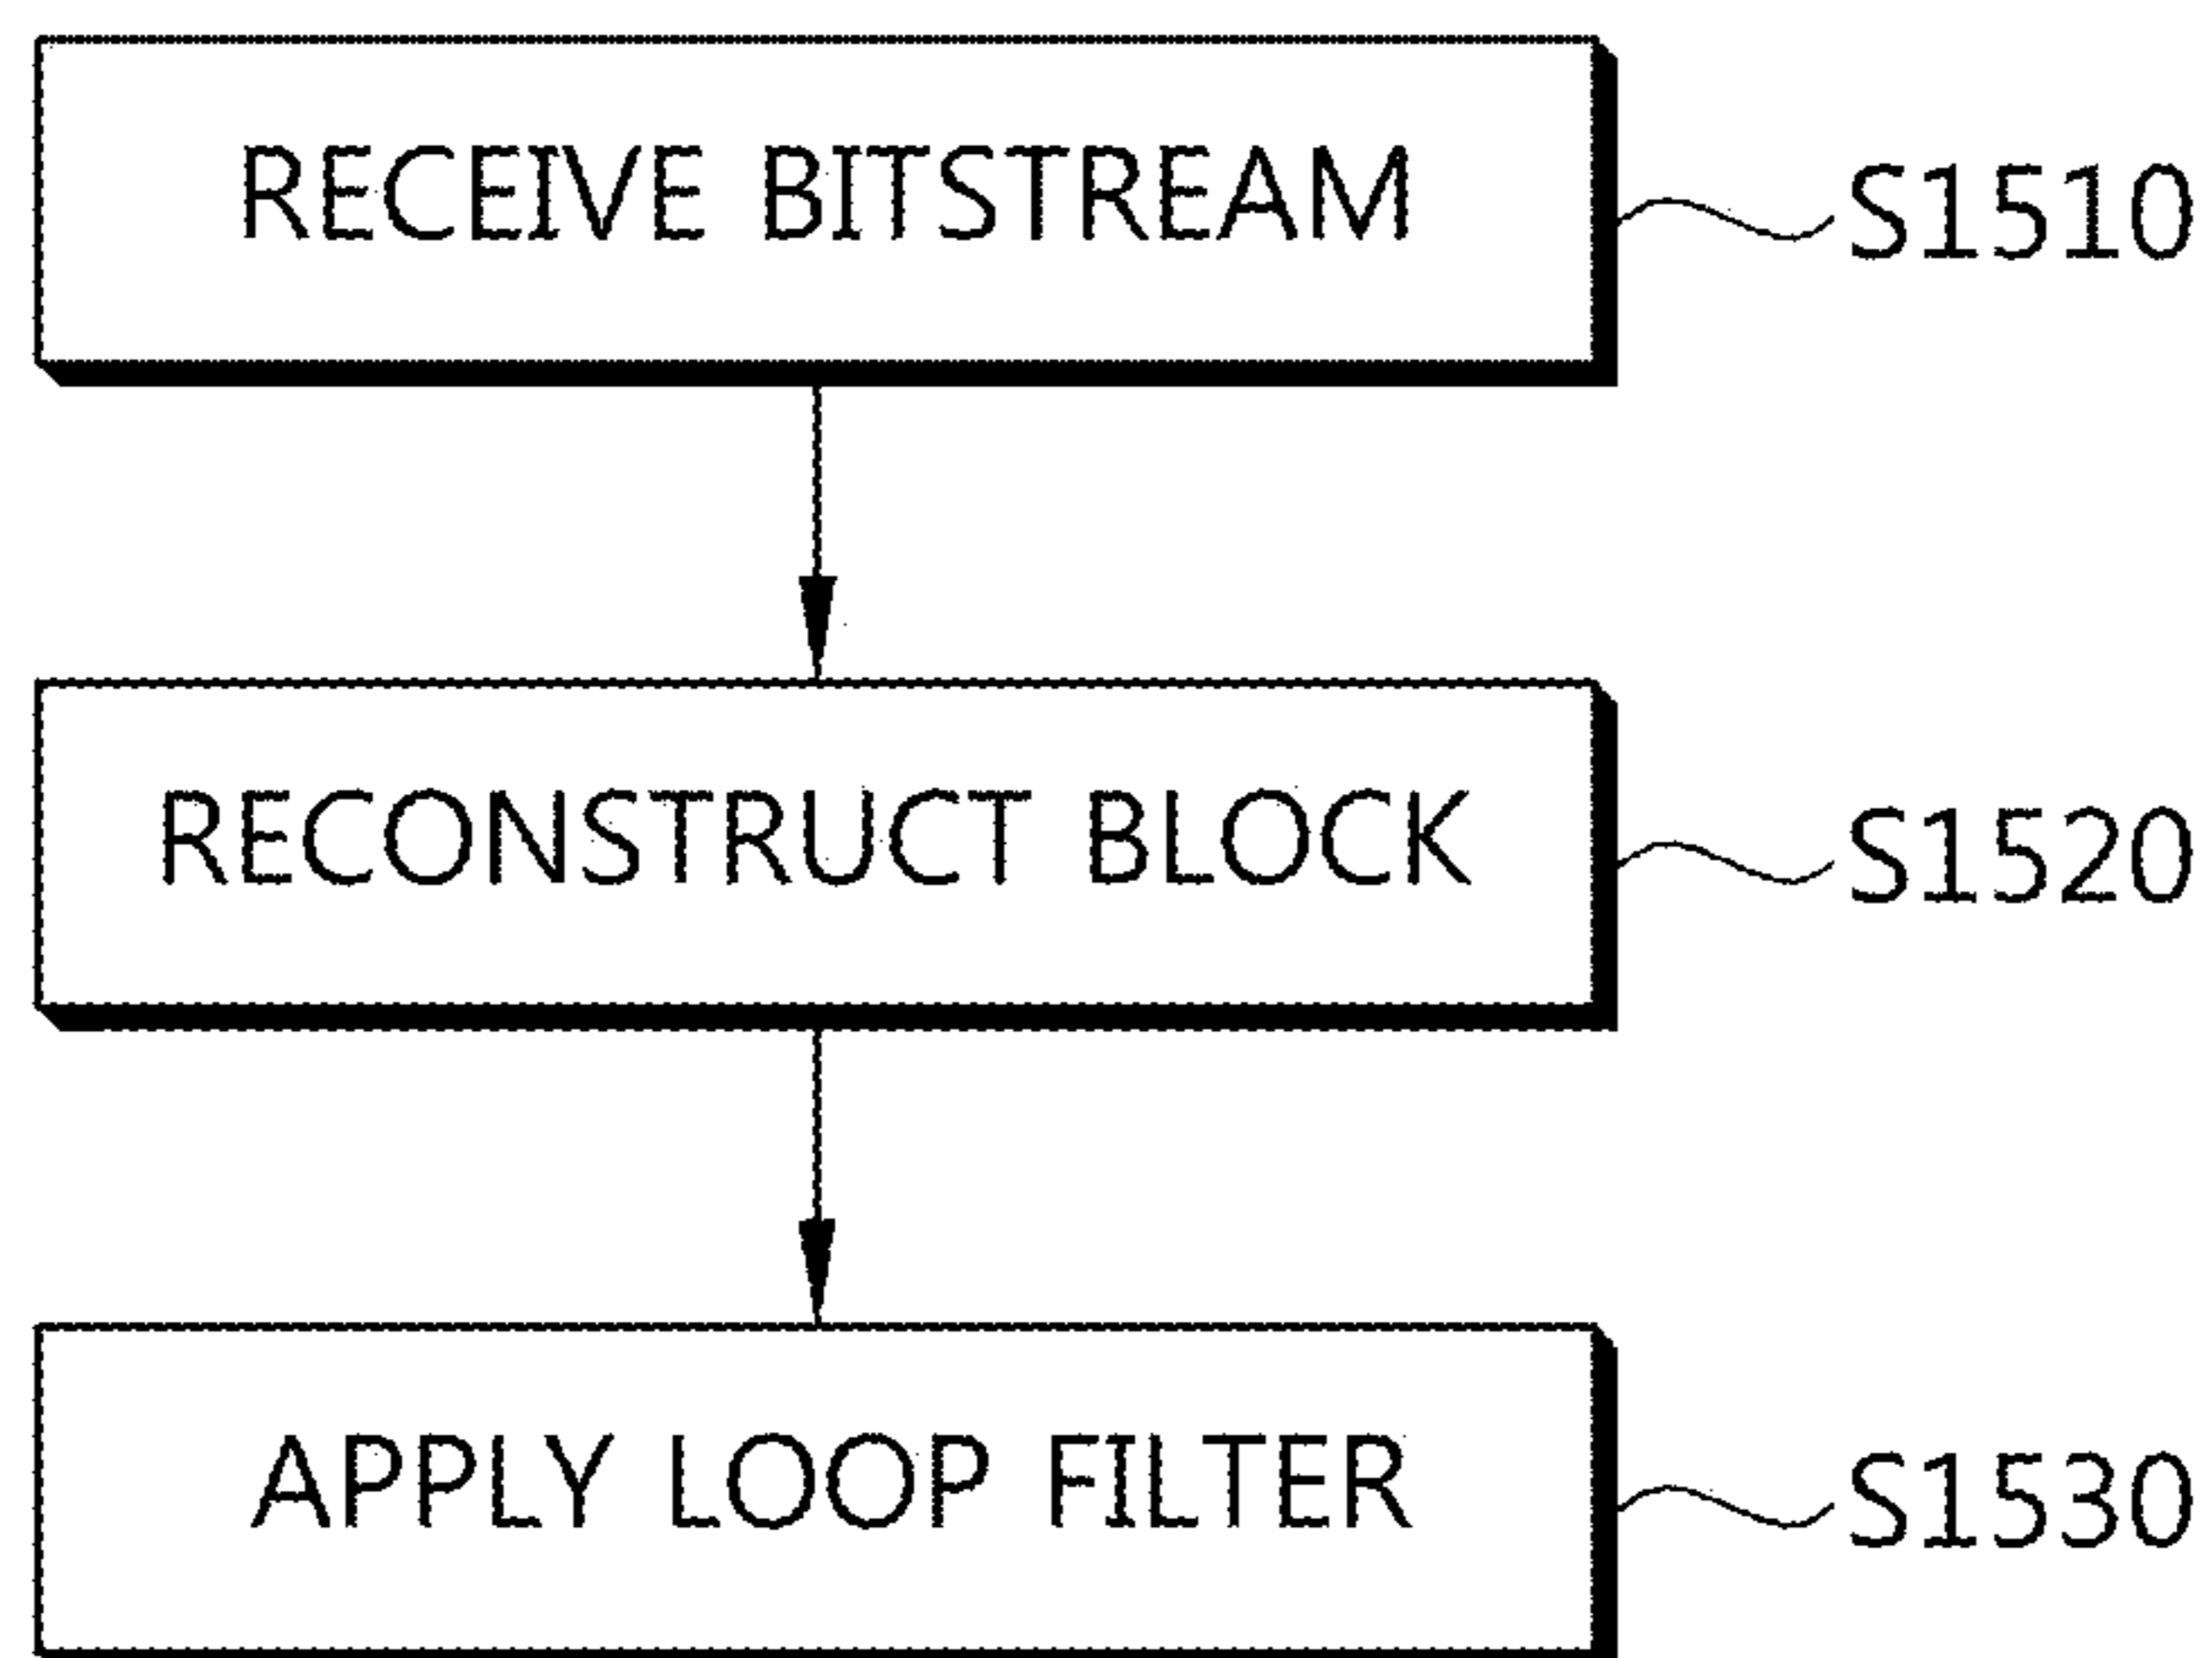 RECEIVE BITSTREAM
S1510
RECONSTRUCT BLOCK
S1520
APPLY LOOP FILTER
S1530